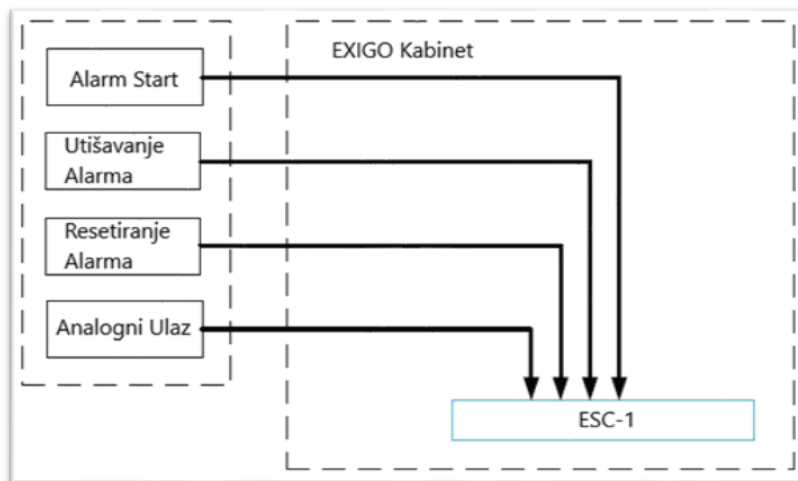 EXIGO Kabinet
Alarm Start
Utišavanje
Alarma
Resetiranje
Alarma
Analogni Ulaz
ESC-1